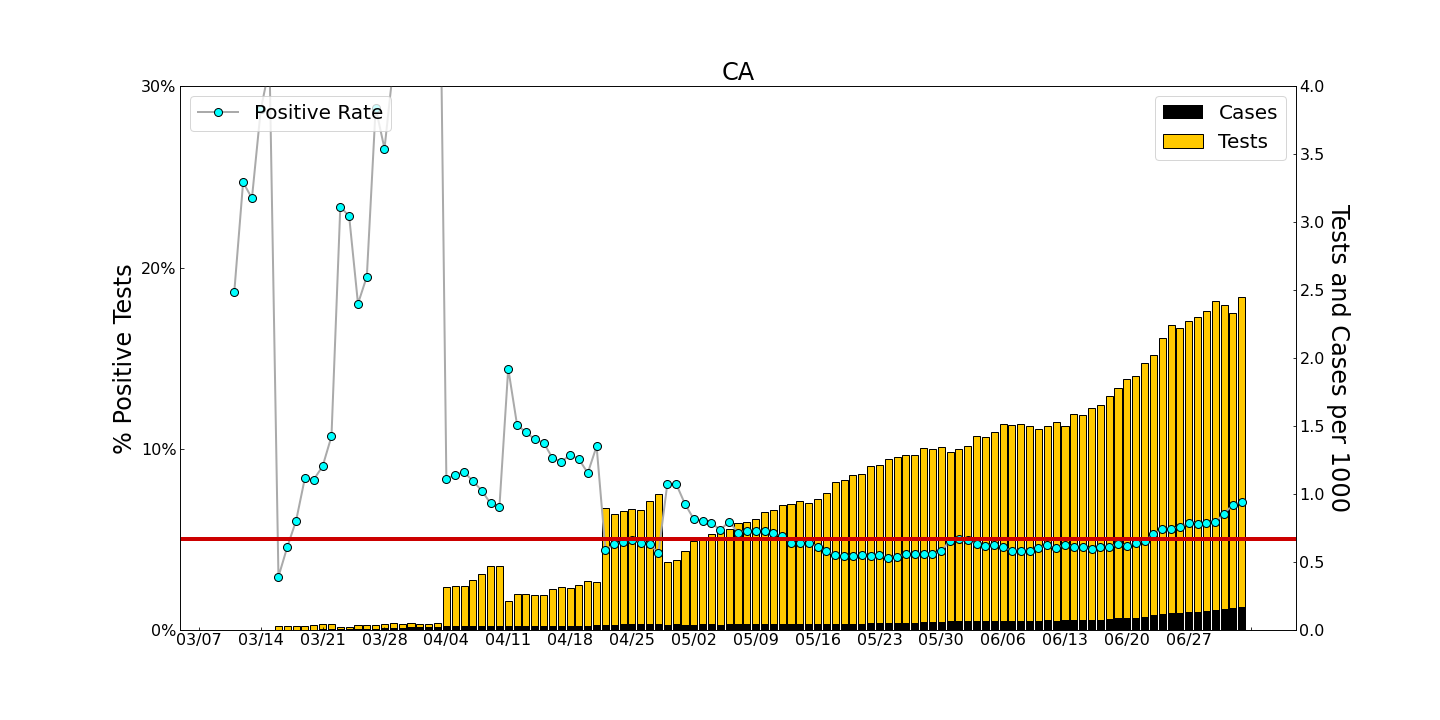 CA
30%
20%
10%
0%
% Positive Tests
Positive Rate
Cases
Tests
4.0
3.5
3.0
2.5
2.0
1.5
1.0
0.5
0.0
Tests and Cases per 1000
03/07 03/14 03/21 03/28 04/04 04/11 04/18 04/25 05/02 05/09 05/16 05/23 05/30 06/06 06/13 06/20 06/27